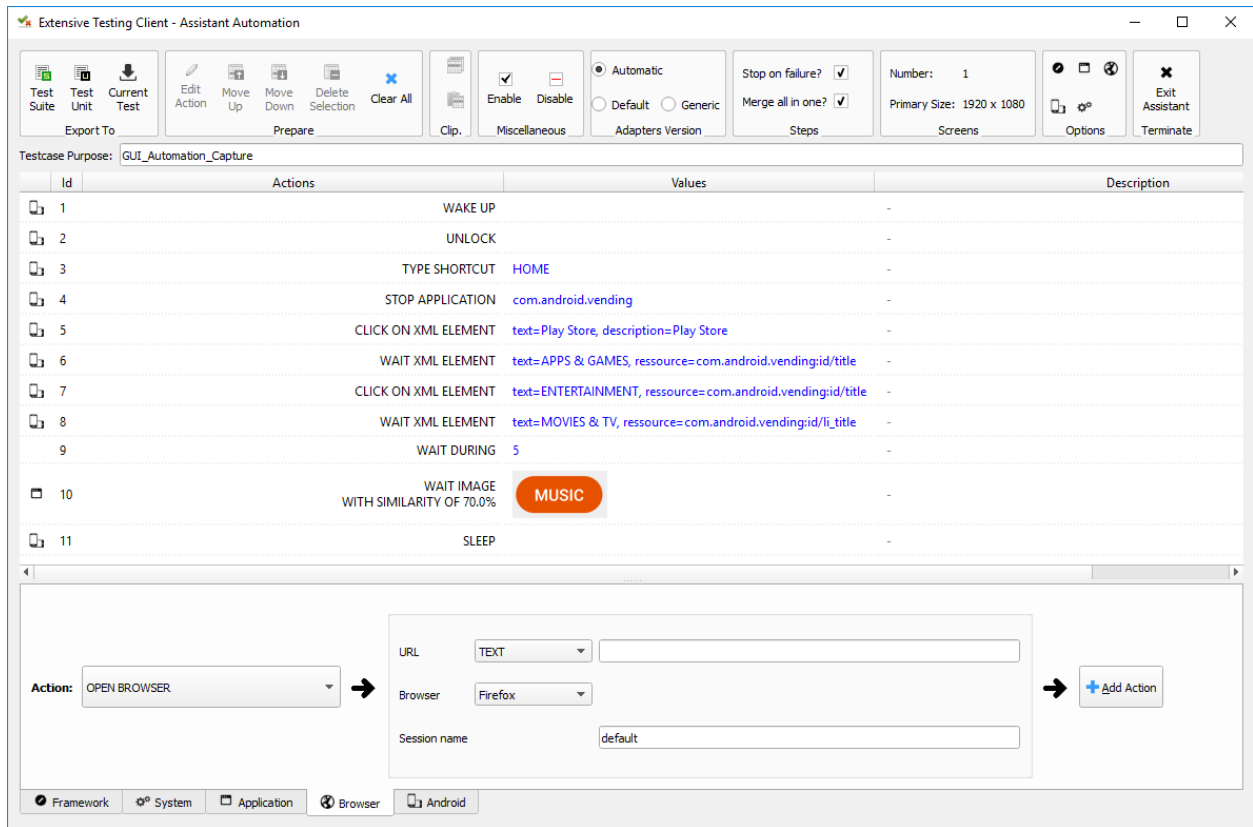 Extensive Testing Client - Assistant Automation
Test Suite
Test Unit
Current Test
Export To
Edit Action
Move Up
Move Down
Delete Selection
Clear All
Prepare
Clip.
Enable
Disable
Miscellaneous
Automatic
Default
Generic
Adapters Version
Stop on failure?
Merge all in one?
Steps
Number: 1
Primary Size: 1920 x 1080
Screens
Options
Exit Assistant
Terminate
Testcase Purpose: GUI_Automation_Capture
Id Actions Values Description
1 WAKE UP -
2 UNLOCK -
3 TYPE SHORTCUT HOME -
4 STOP APPLICATION com.android.vending -
5 CLICK ON XML ELEMENT text=Play Store, description=Play Store -
6 WAIT XML ELEMENT text=APPS & GAMES, ressource=com.android.vending:id/title -
7 CLICK ON XML ELEMENT text=ENTERTAINMENT, ressource=com.android.vending:id/title -
8 WAIT XML ELEMENT text=MOVIES & TV, ressource=com.android.vending:id/li_title -
9 WAIT DURING 5 -
10 WAIT IMAGE
WITH SIMILARITY OF 70.0% MUSIC -
11 SLEEP -
URL TEXT
Action: OPEN BROWSER
Browser Firefox
Add Action
Session name default
Framework System Application Browser Android